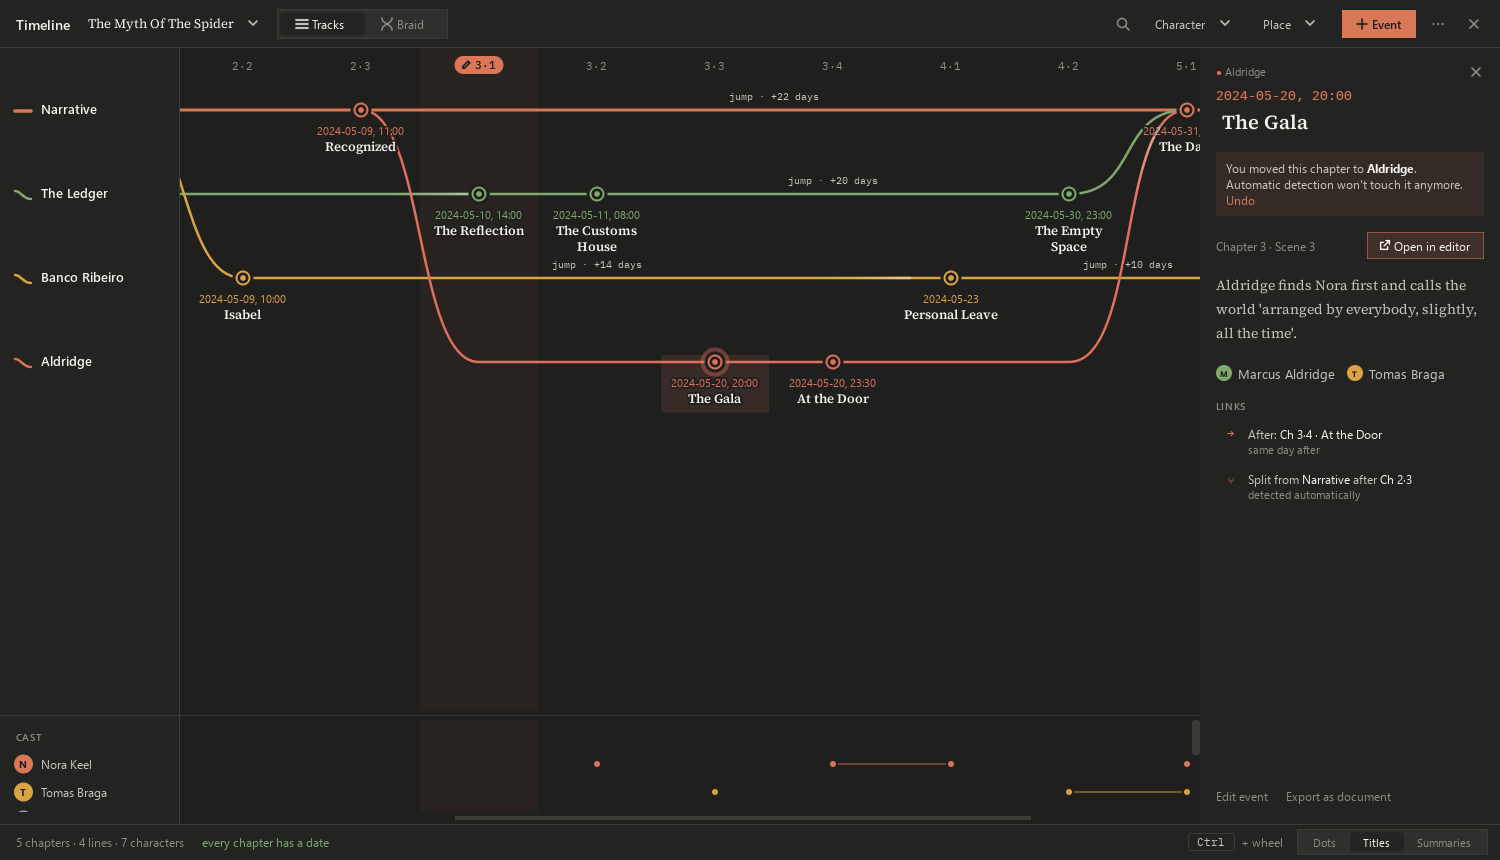 Timeline
The Myth Of The Spider
Tracks
Braid
Character
Place
Event
2·2
2·3
3·1
3·2
3·3
3·4
4·1
4·2
5·1
Narrative
jump · +22 days
2024-05-09, 11:00
Recognized
2024-05-31,
The Da
The Ledger
jump · +20 days
2024-05-10, 14:00
The Reflection
2024-05-11, 08:00
The Customs
House
2024-05-30, 23:00
The Empty
Space
Banco Ribeiro
jump · +14 days
jump · +10 days
2024-05-09, 10:00
Isabel
2024-05-23
Personal Leave
Aldridge
2024-05-20, 20:00
The Gala
2024-05-20, 23:30
At the Door
CAST
N Nora Keel
T Tomas Braga
Aldridge
2024-05-20, 20:00
The Gala
You moved this chapter to Aldridge.
Automatic detection won't touch it anymore.
Undo
Chapter 3 · Scene 3
Open in editor
Aldridge finds Nora first and calls the
world 'arranged by everybody, slightly,
all the time'.
M Marcus Aldridge
T Tomas Braga
LINKS
After: Ch 3·4 · At the Door
same day after
Split from Narrative after Ch 2·3
detected automatically
Edit event
Export as document
5 chapters · 4 lines · 7 characters
every chapter has a date
Ctrl + wheel
Dots
Titles
Summaries